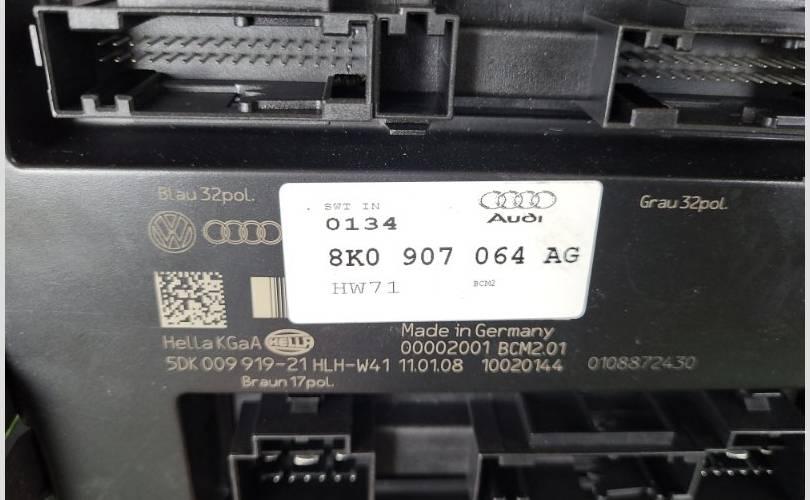 Blau 32pol.
SWT IN
Grau 32pol.
0134
Audi
8K0 907 064 AG
HW71
BCM2
Hella KGaA HELLA
Made in Germany
00002001 BCM2.01
5DK 009 919-21 HLH-W41 11.01.08 10020144 0108872430
Braun 17pol.